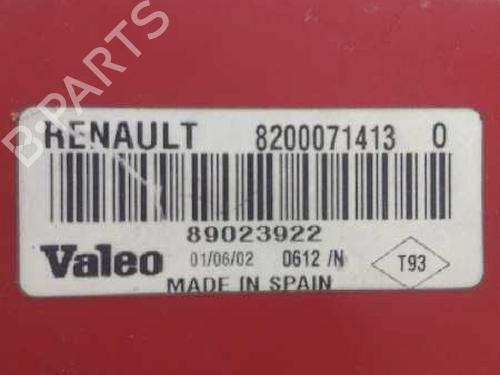 RENAULT 8200071413 0
89023922
Valeo 01/06/02 0612 /N T93
MADE IN SPAIN
B-PARTS